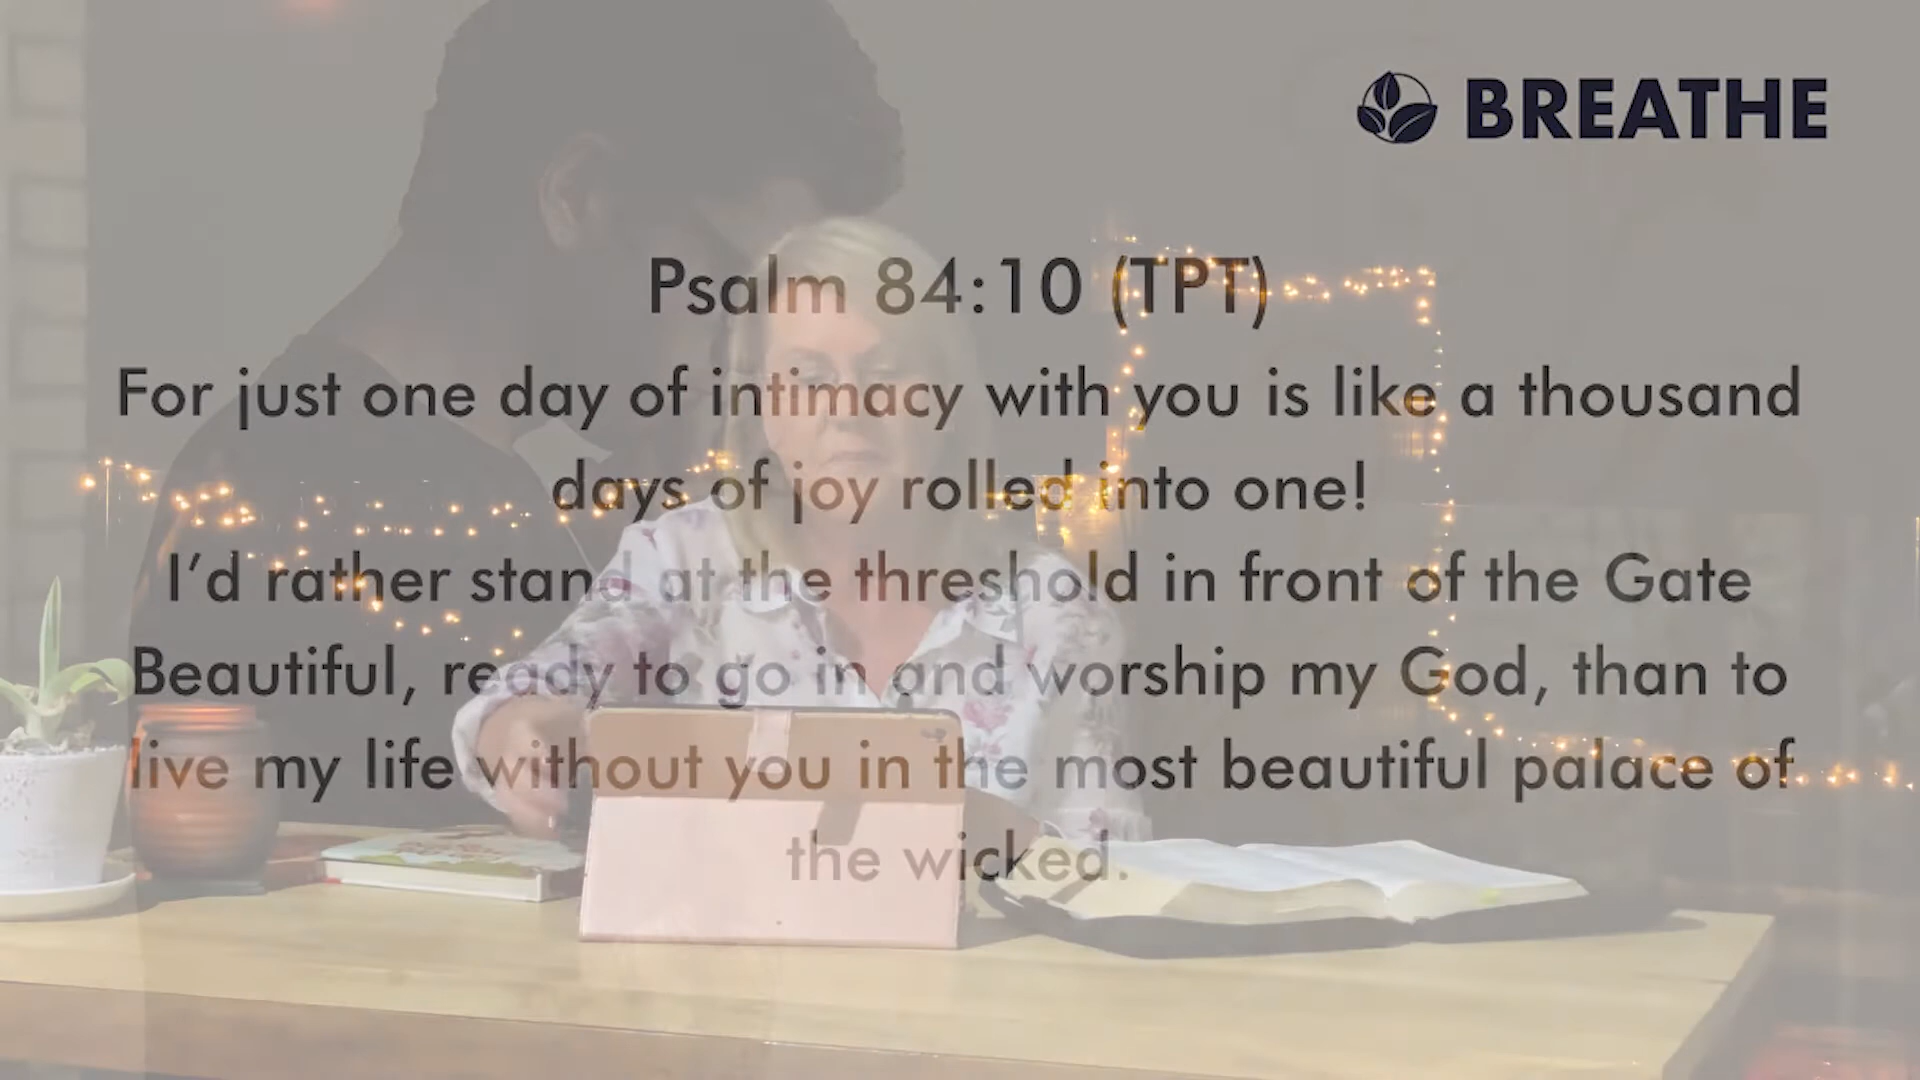 BREATHE
Psalm 84:10 (TPT)
For just one day of intimacy with you is like a thousand
days of joy rolled into one!
I’d rather stand at the threshold in front of the Gate
Beautiful, ready to go in and worship my God, than to
live my life without you in the most beautiful palace of
the wicked.